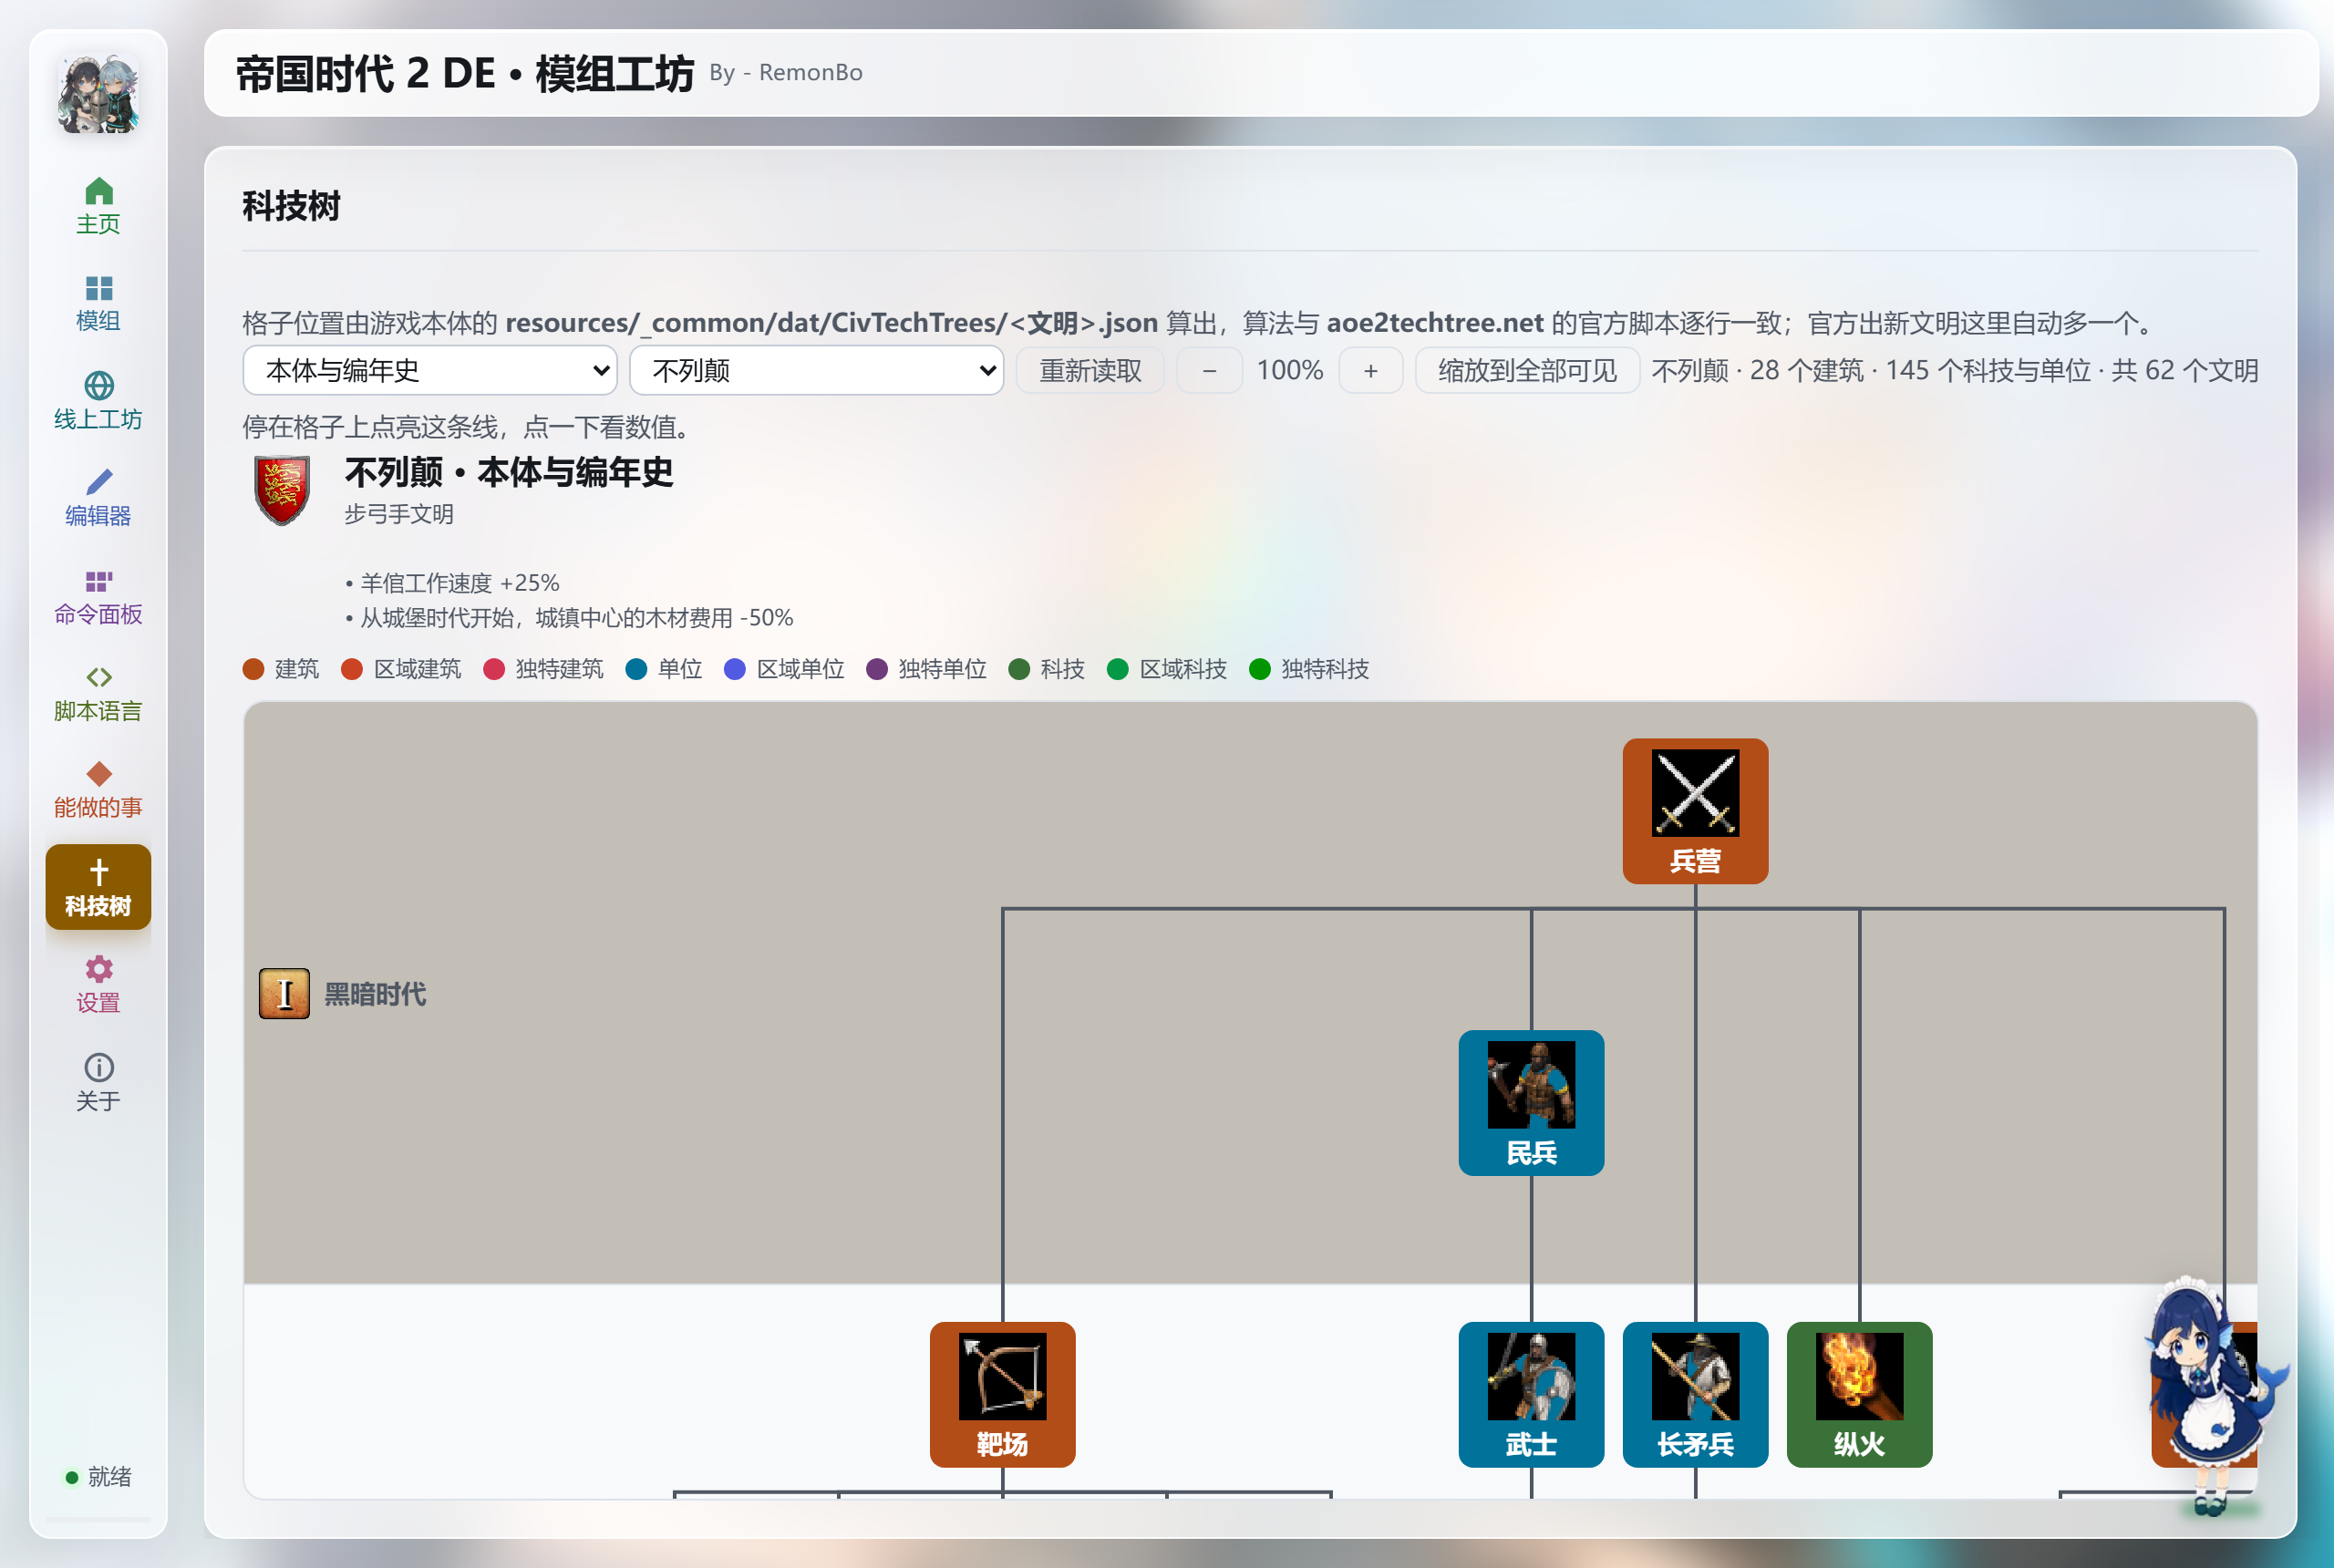 帝国时代 2 DE • 模组工坊 By - RemonBo
主页
模组
线上工坊
编辑器
命令面板
脚本语言
能做的事
科技树
设置
关于
就绪
科技树
格子位置由游戏本体的 resources/_common/dat/CivTechTrees/<文明>.json 算出，算法与 aoe2techtree.net 的官方脚本逐行一致；官方出新文明这里自动多一个。
本体与编年史 不列颠 重新读取 − 100% + 缩放到全部可见 不列颠 · 28 个建筑 · 145 个科技与单位 · 共 62 个文明
停在格子上点亮这条线，点一下看数值。
不列颠 • 本体与编年史
步弓手文明
• 羊倌工作速度 +25%
• 从城堡时代开始，城镇中心的木材费用 -50%
建筑 区域建筑 独特建筑 单位 区域单位 独特单位 科技 区域科技 独特科技
兵营
I 黑暗时代
民兵
靶场 武士 长矛兵 纵火